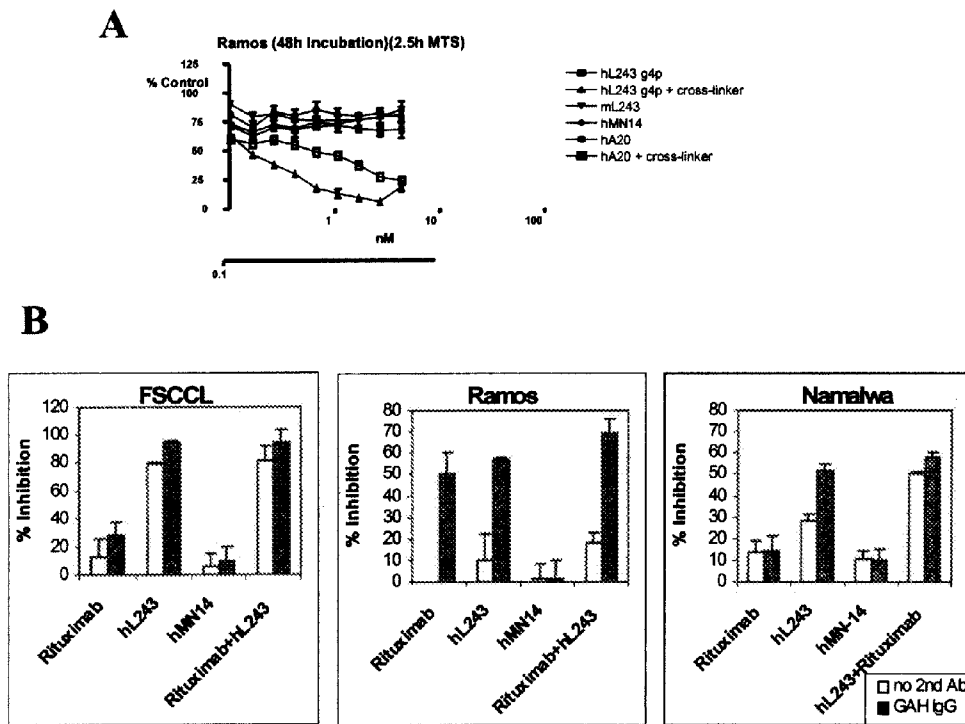 A
Ramos (48h Incubation)(2.5h MTS)
% Control
125
100
75
50
25
0
1
10
100
nM
0.1
hL243 g4p
hL243 g4p + cross-linker
mL243
hMN14
hA20
hA20 + cross-linker
B
FSCCL
% Inhibition
120
100
80
60
40
20
0
Rituximab
hL243
hMN14
Rituximab+hL243
Ramos
% Inhibition
80
70
60
50
40
30
20
10
0
Rituximab
hL243
hMN14
Rituximab+hL243
Namalwa
% Inhibition
80
70
60
50
40
30
20
10
0
Rituximab
hL243
hMN-14
hL243+Rituximab
no 2nd Ab
GAH IgG